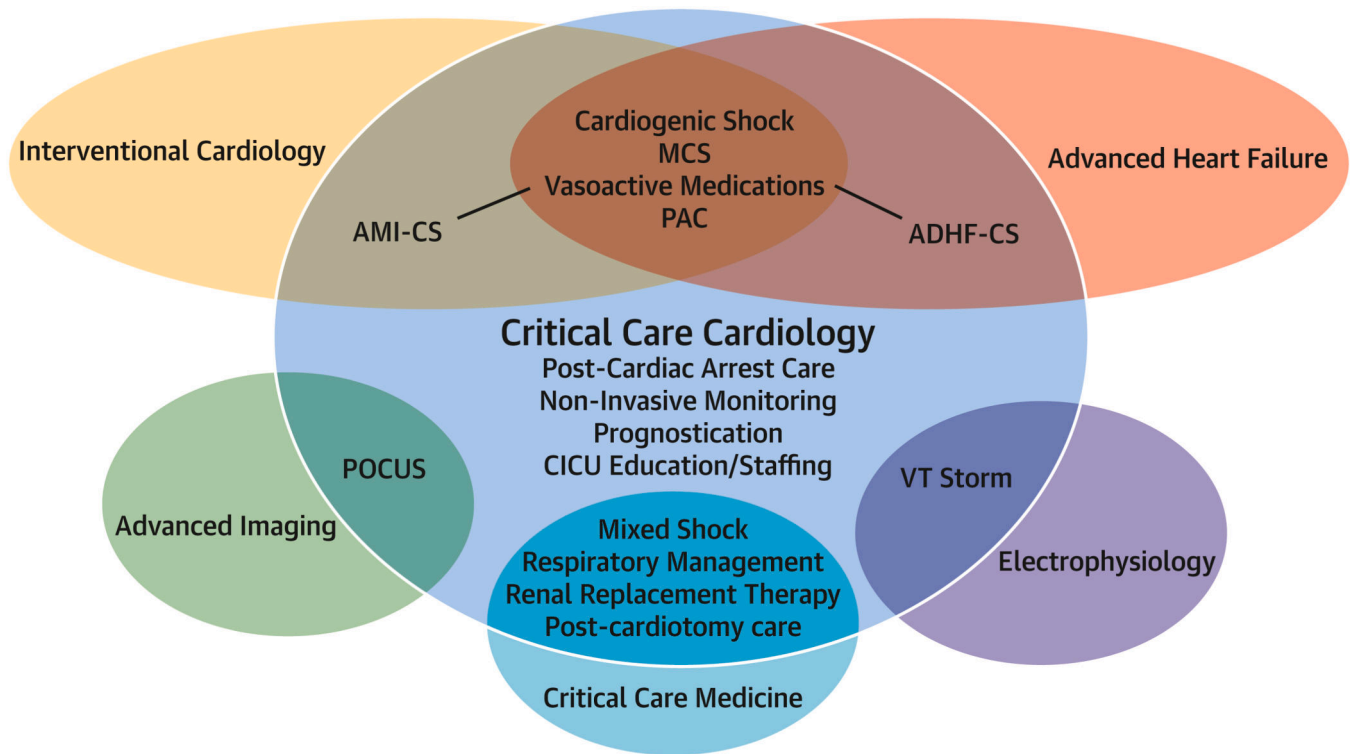 Interventional Cardiology
Cardiogenic Shock
MCS
Vasoactive Medications
PAC
Advanced Heart Failure
AMI-CS
ADHF-CS
Critical Care Cardiology
Post-Cardiac Arrest Care
Non-Invasive Monitoring
Prognostication
CICU Education/Staffing
POCUS
Advanced Imaging
VT Storm
Electrophysiology
Mixed Shock
Respiratory Management
Renal Replacement Therapy
Post-cardiotomy care
Critical Care Medicine